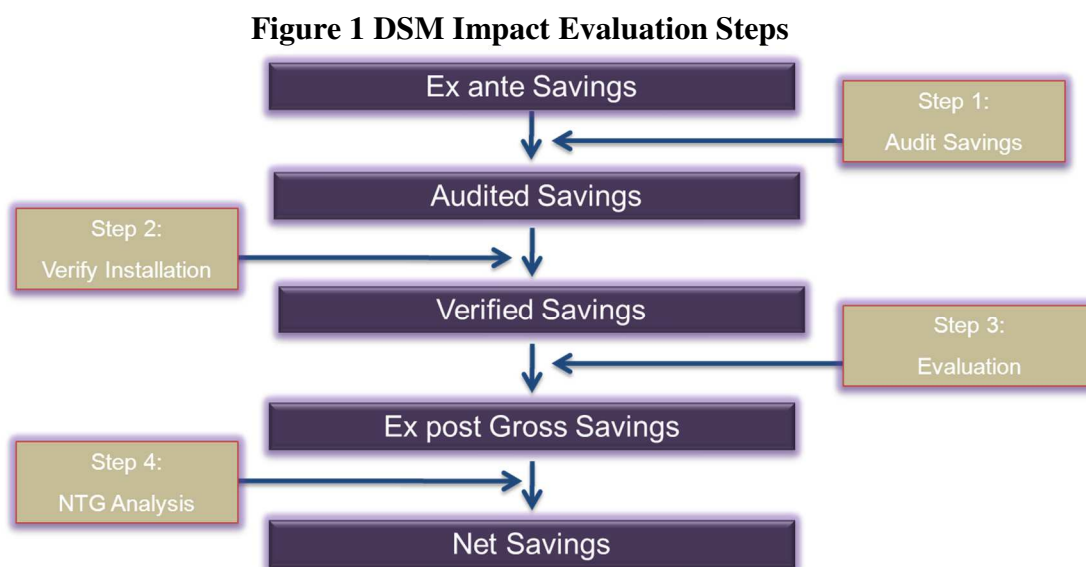 Figure 1 DSM Impact Evaluation Steps
Ex ante Savings
Step 1:
Audit Savings
Audited Savings
Step 2:
Verify Installation
Verified Savings
Step 3:
Evaluation
Ex post Gross Savings
Step 4:
NTG Analysis
Net Savings